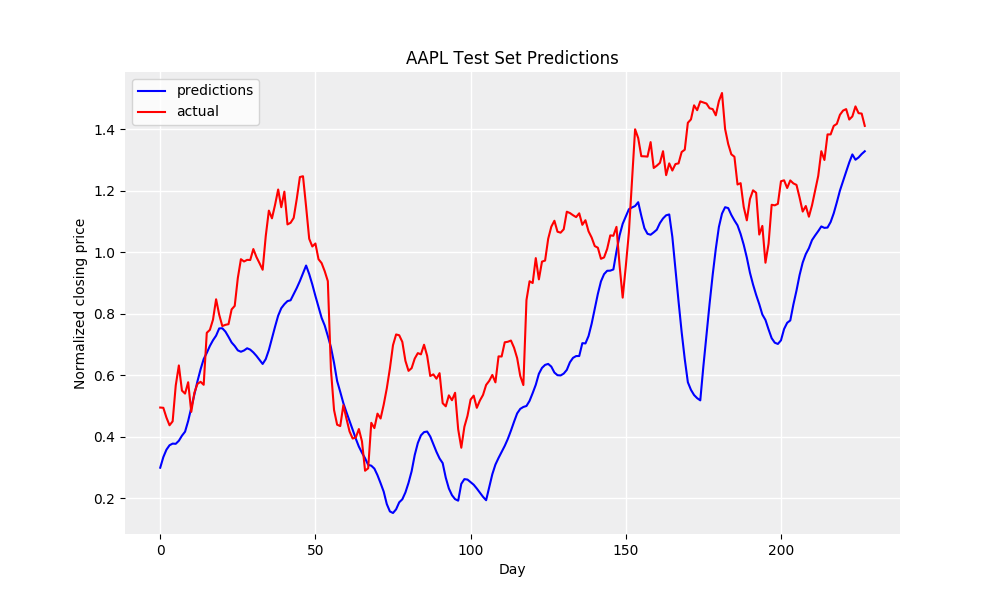 AAPL Test Set Predictions
predictions
actual
Normalized closing price
1.4
1.2
1.0
0.8
0.6
0.4
0.2
0
50
100
150
200
Day